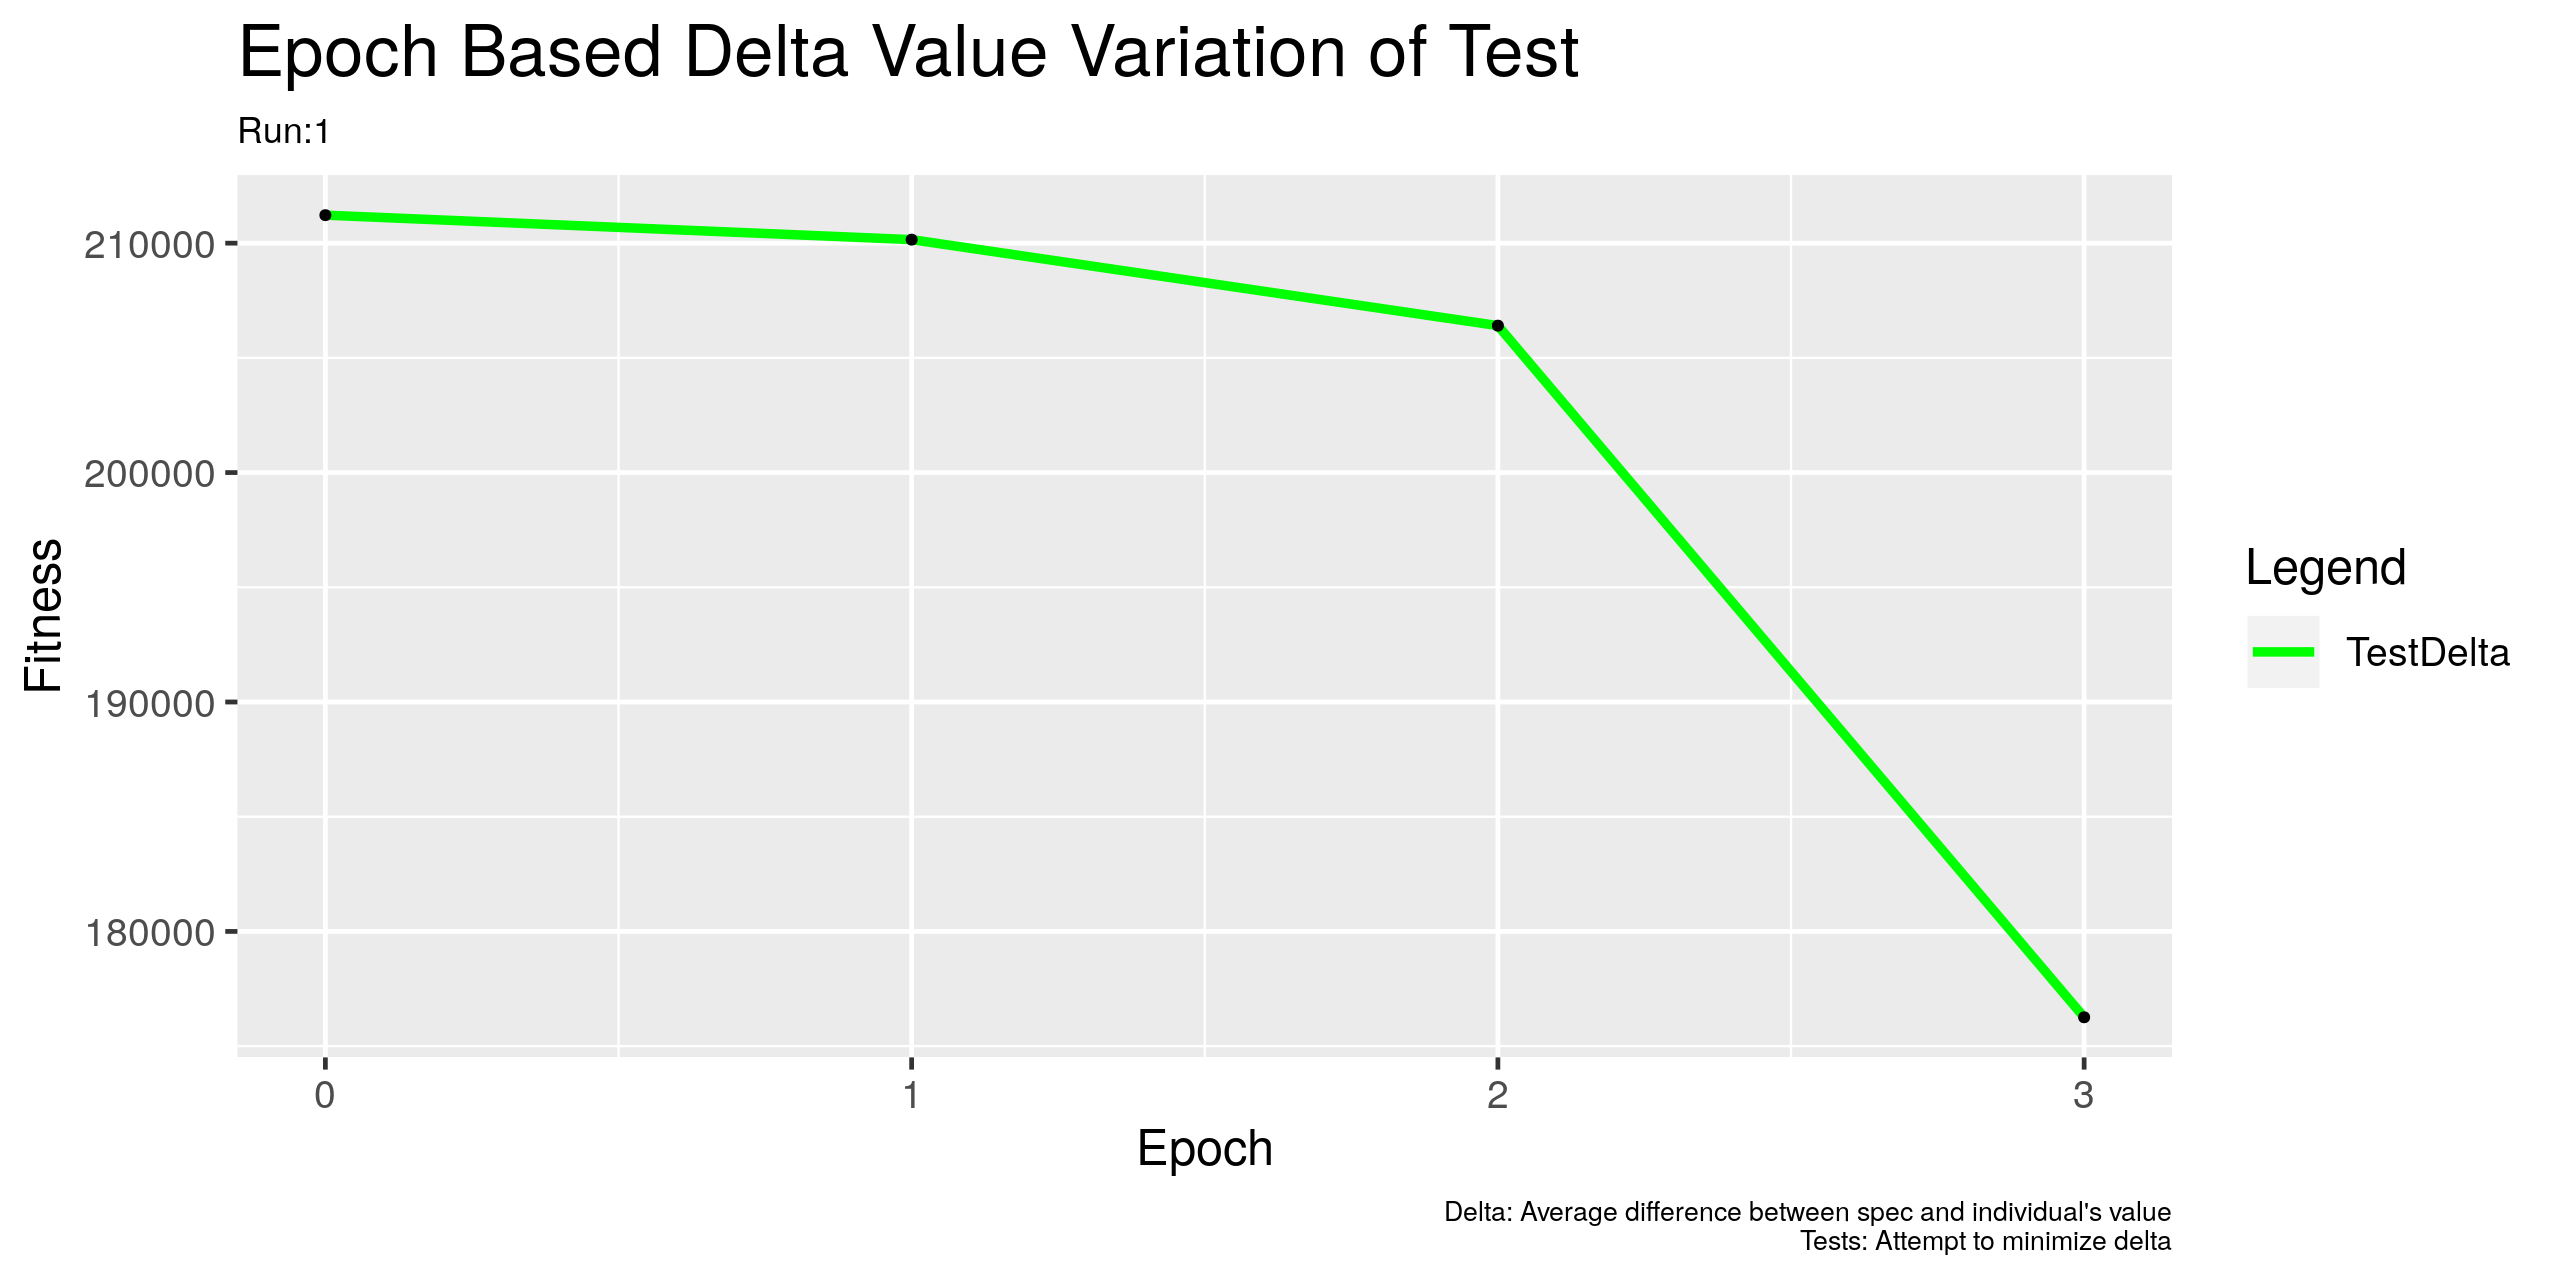 Epoch Based Delta Value Variation of Test
Run:1
210000
200000
190000
180000
Fitness
0 1 2 3
Epoch
Legend
TestDelta
Delta: Average difference between spec and individual's value
Tests: Attempt to minimize delta